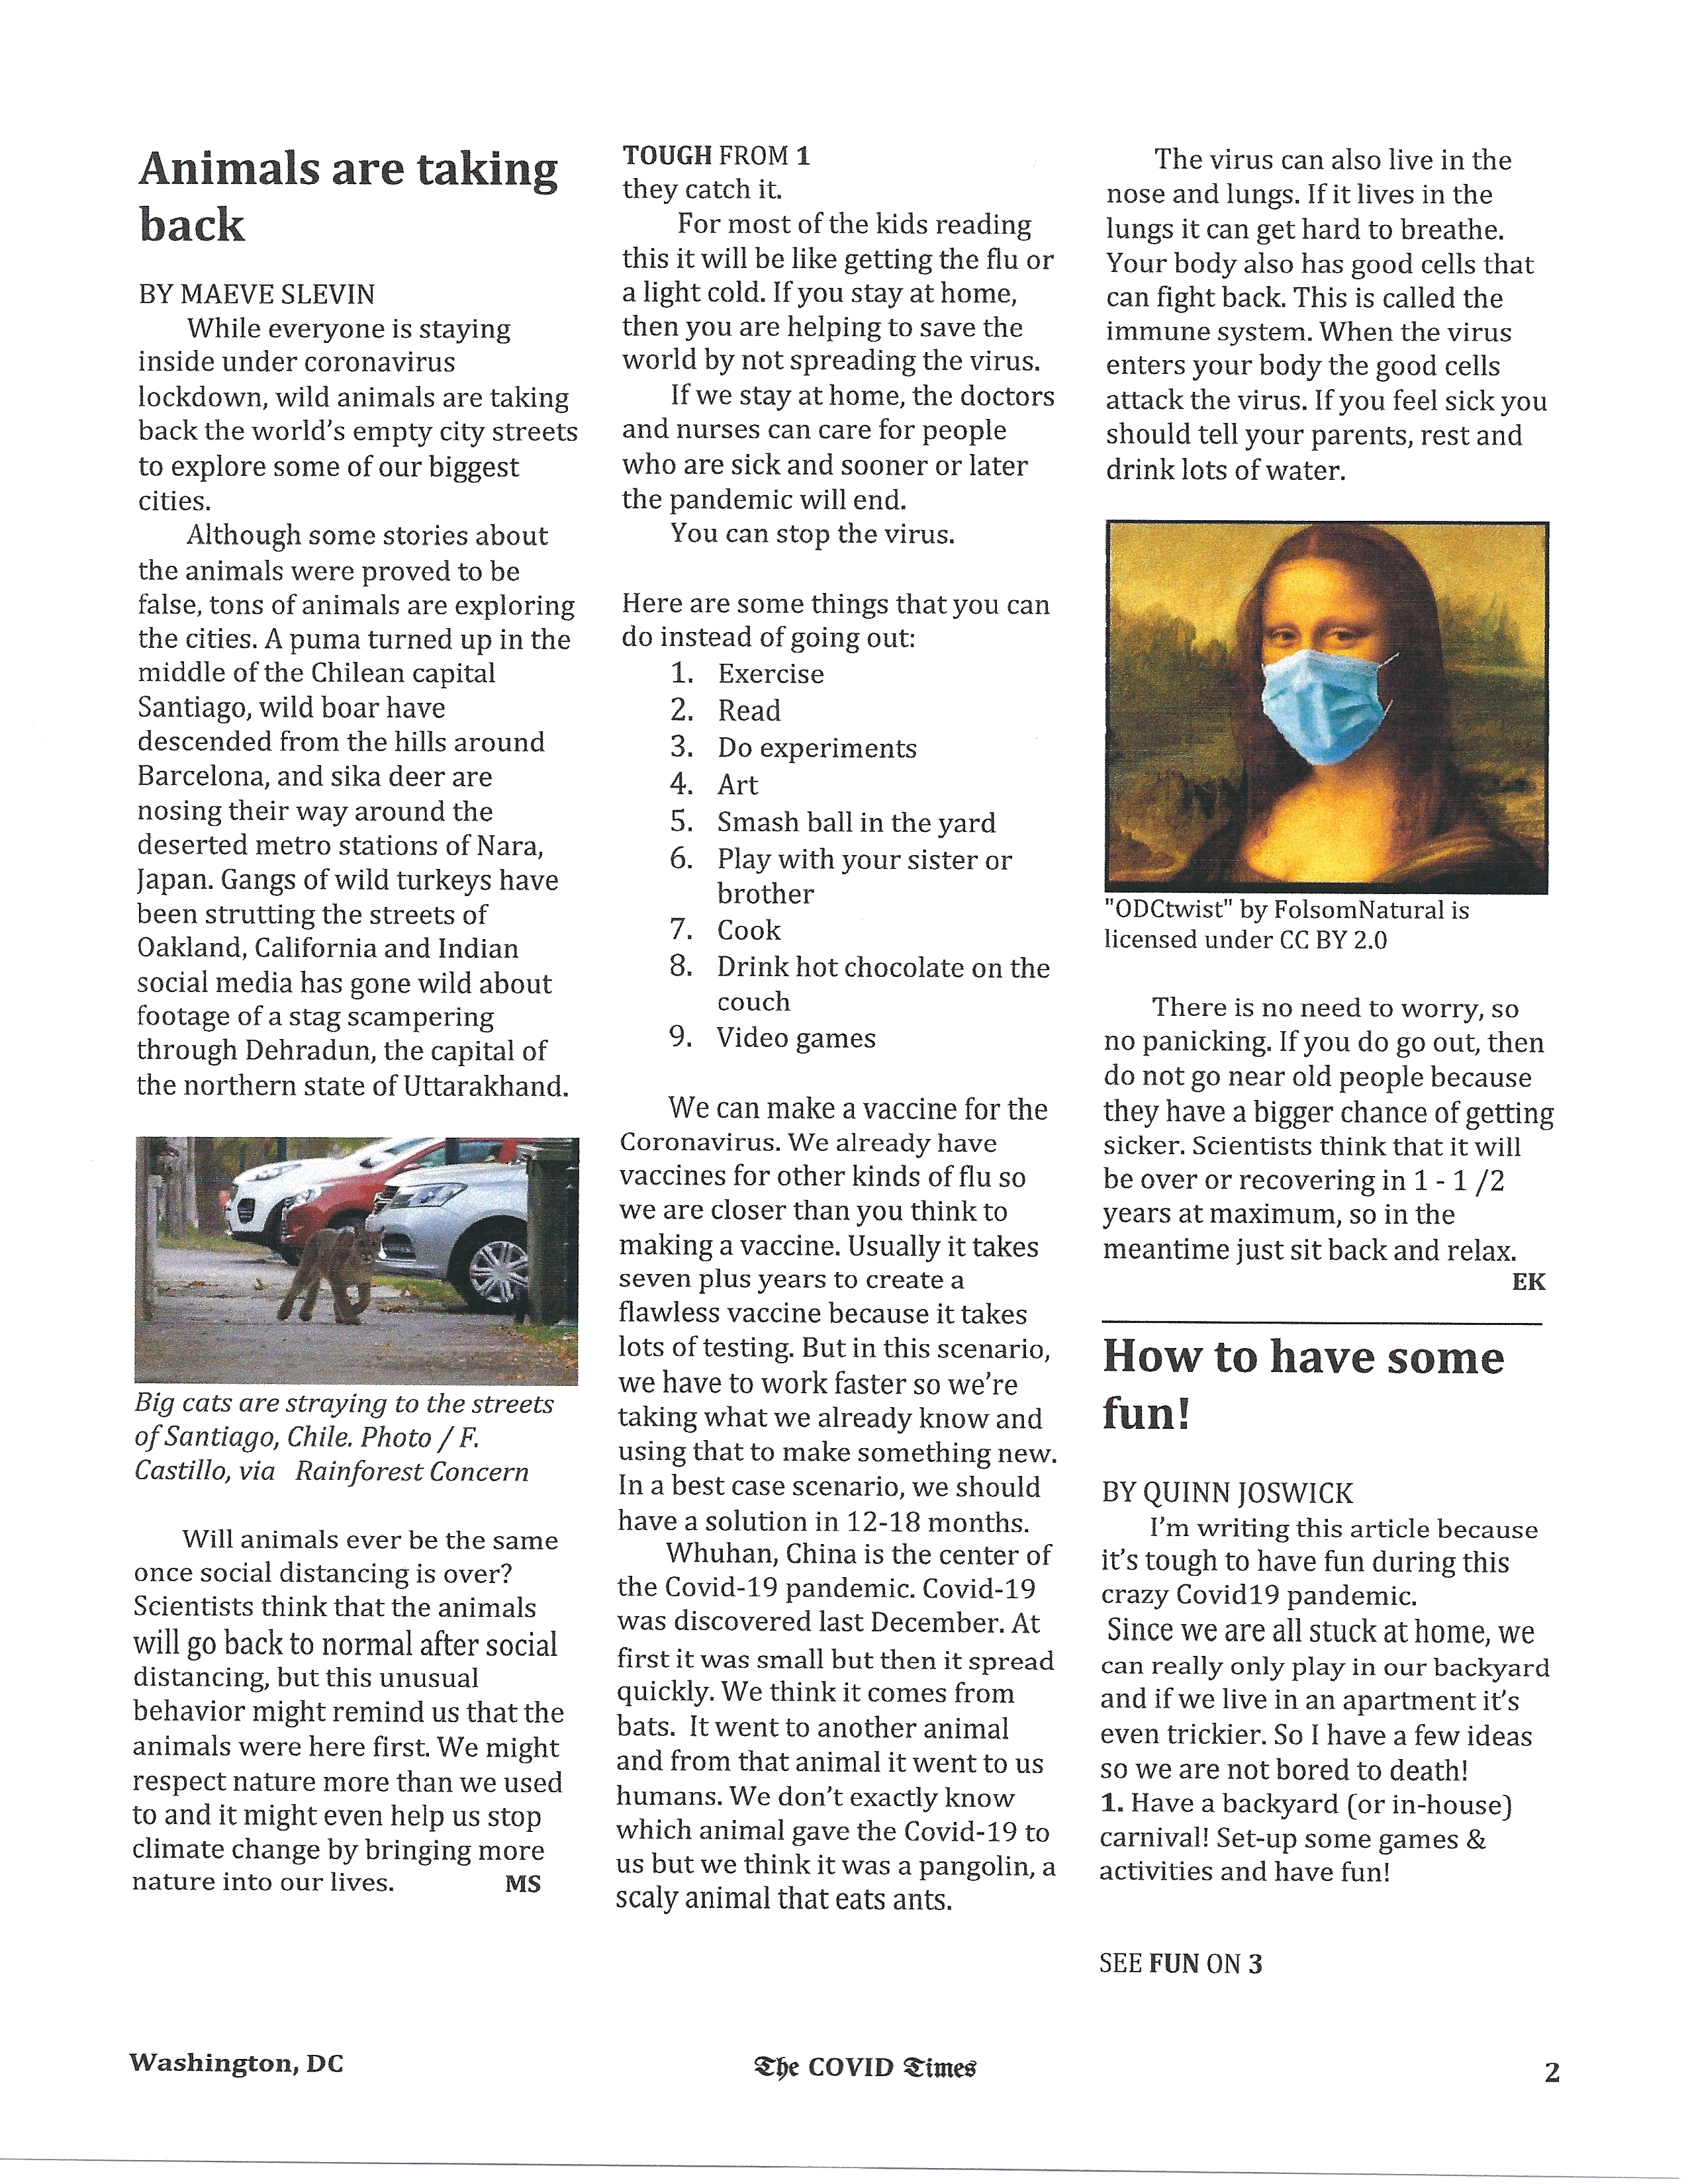 Animals are taking
back
BY MAEVE SLEVIN
While everyone is staying
inside under coronavirus
lockdown, wild animals are taking
back the world's empty city streets
to explore some of our biggest
cities.
Although some stories about
the animals were proved to be
false, tons of animals are exploring
the cities. A puma turned up in the
middle of the Chilean capital
Santiago, wild boar have
descended from the hills around
Barcelona, and sika deer are
nosing their way around the
deserted metro stations of Nara,
Japan. Gangs of wild turkeys have
been strutting the streets of
Oakland, California and Indian
social media has gone wild about
footage of a stag scampering
through Dehradun, the capital of
the northern state of Uttarakhand.
Big cats are straying to the streets
of Santiago, Chile. Photo / F.
Castillo, via Rainforest Concern
Will animals ever be the same
once social distancing is over?
Scientists think that the animals
will go back to normal after social
distancing, but this unusual
behavior might remind us that the
animals were here first. We might
respect nature more than we used
to and it might even help us stop
climate change by bringing more
nature into our lives. MS
TOUGH FROM 1
they catch it.
For most of the kids reading
this it will be like getting the flu or
a light cold. If you stay at home,
then you are helping to save the
world by not spreading the virus.
If we stay at home, the doctors
and nurses can care for people
who are sick and sooner or later
the pandemic will end.
You can stop the virus.
Here are some things that you can
do instead of going out:
1. Exercise
2. Read
3. Do experiments
4. Art
5. Smash ball in the yard
6. Play with your sister or
brother
7. Cook
8. Drink hot chocolate on the
couch
9. Video games
We can make a vaccine for the
Coronavirus. We already have
vaccines for other kinds of flu so
we are closer than you think to
making a vaccine. Usually it takes
seven plus years to create a
flawless vaccine because it takes
lots of testing. But in this scenario,
we have to work faster so we're
taking what we already know and
using that to make something new.
In a best case scenario, we should
have a solution in 12-18 months.
Whuhan, China is the center of
the Covid-19 pandemic. Covid-19
was discovered last December. At
first it was small but then it spread
quickly. We think it comes from
bats. It went to another animal
and from that animal it went to us
humans. We don't exactly know
which animal gave the Covid-19 to
us but we think it was a pangolin, a
scaly animal that eats ants.
The virus can also live in the
nose and lungs. If it lives in the
lungs it can get hard to breathe.
Your body also has good cells that
can fight back. This is called the
immune system. When the virus
enters your body the good cells
attack the virus. If you feel sick you
should tell your parents, rest and
drink lots of water.
"ODCtwist" by FolsomNatural is
licensed under CC BY 2.0
There is no need to worry, so
no panicking. If you do go out, then
do not go near old people because
they have a bigger chance of getting
sicker. Scientists think that it will
be over or recovering in 1 - 1 /2
years at maximum, so in the
meantime just sit back and relax.
EK
How to have some
fun!
BY QUINN JOSWICK
I'm writing this article because
it's tough to have fun during this
crazy Covid19 pandemic.
Since we are all stuck at home, we
can really only play in our backyard
and if we live in an apartment it's
even trickier. So I have a few ideas
so we are not bored to death!
1. Have a backyard (or in-house)
carnival! Set-up some games &
activities and have fun!
SEE FUN ON 3
Washington, DC
The COVID Times
2